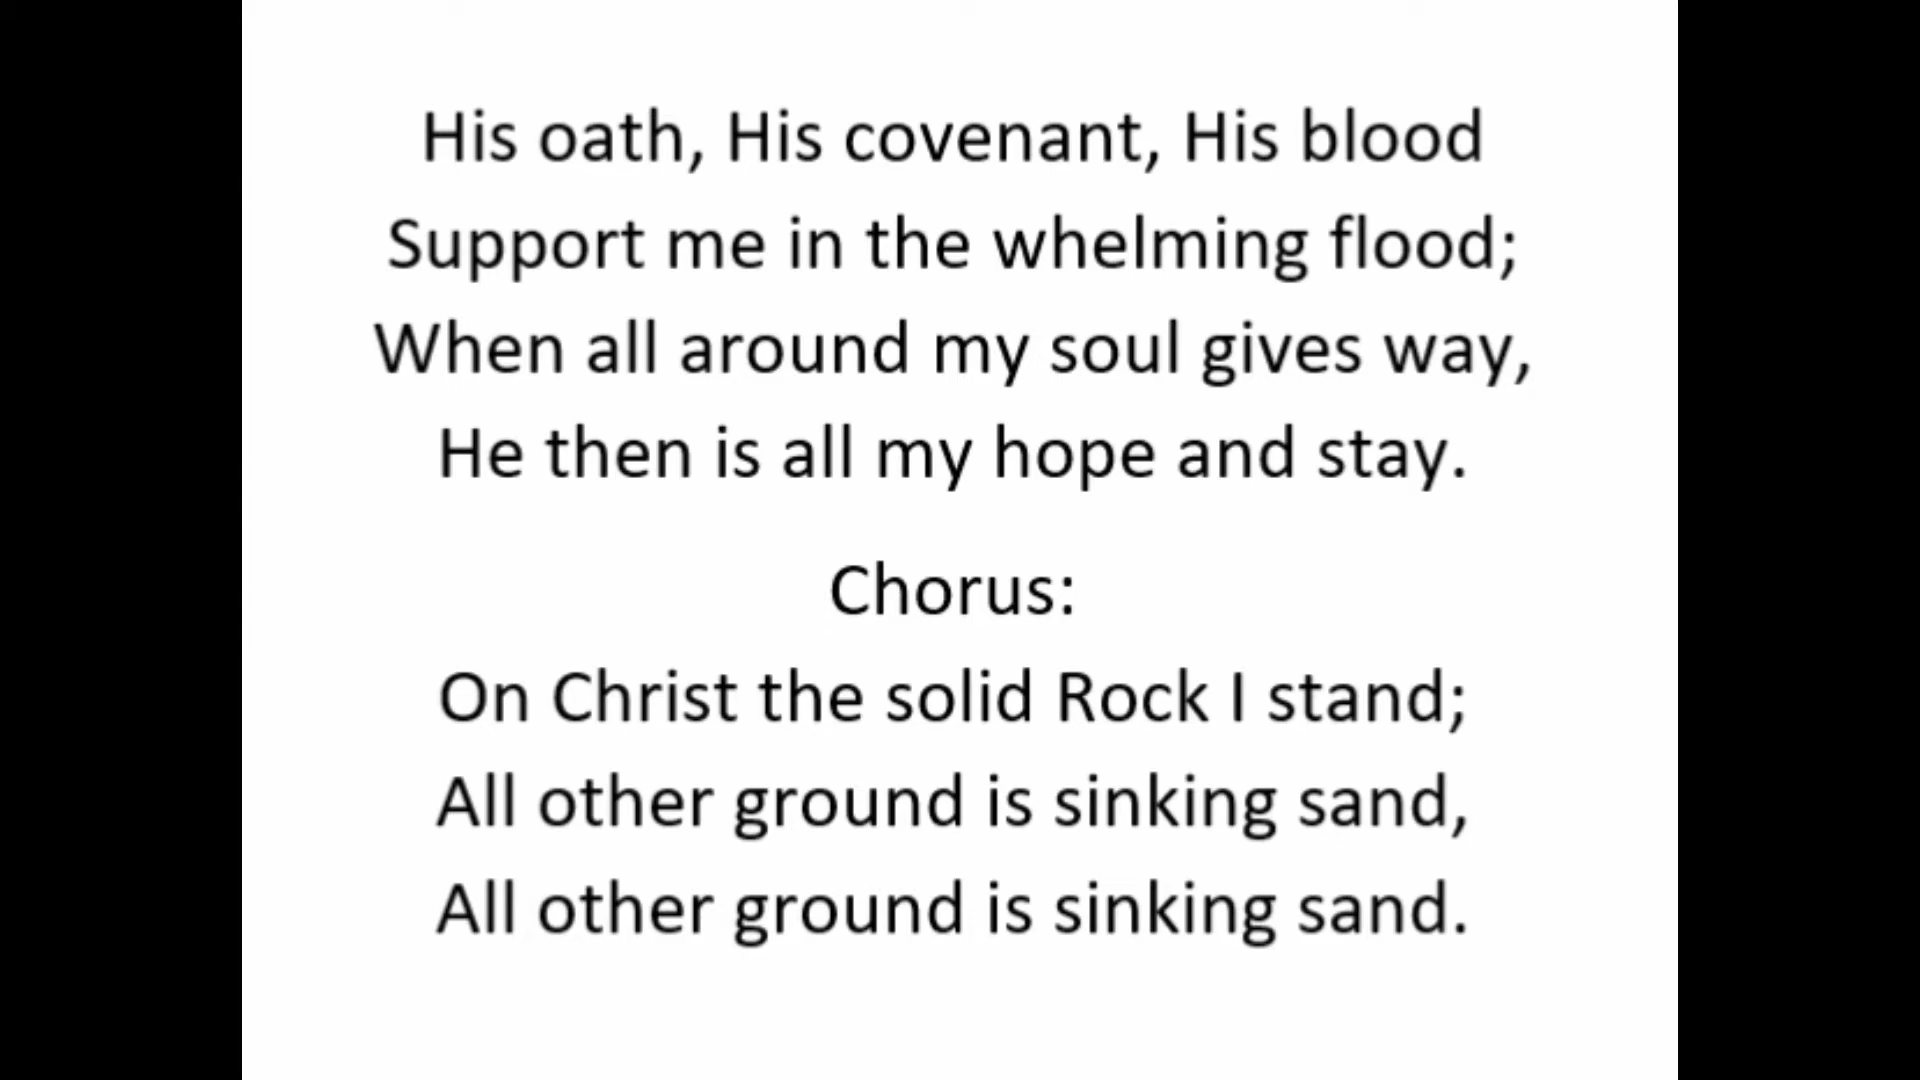 His oath, His covenant, His blood
Support me in the whelming flood;
When all around my soul gives way,
He then is all my hope and stay.
Chorus:
On Christ the solid Rock I stand;
All other ground is sinking sand,
All other ground is sinking sand.